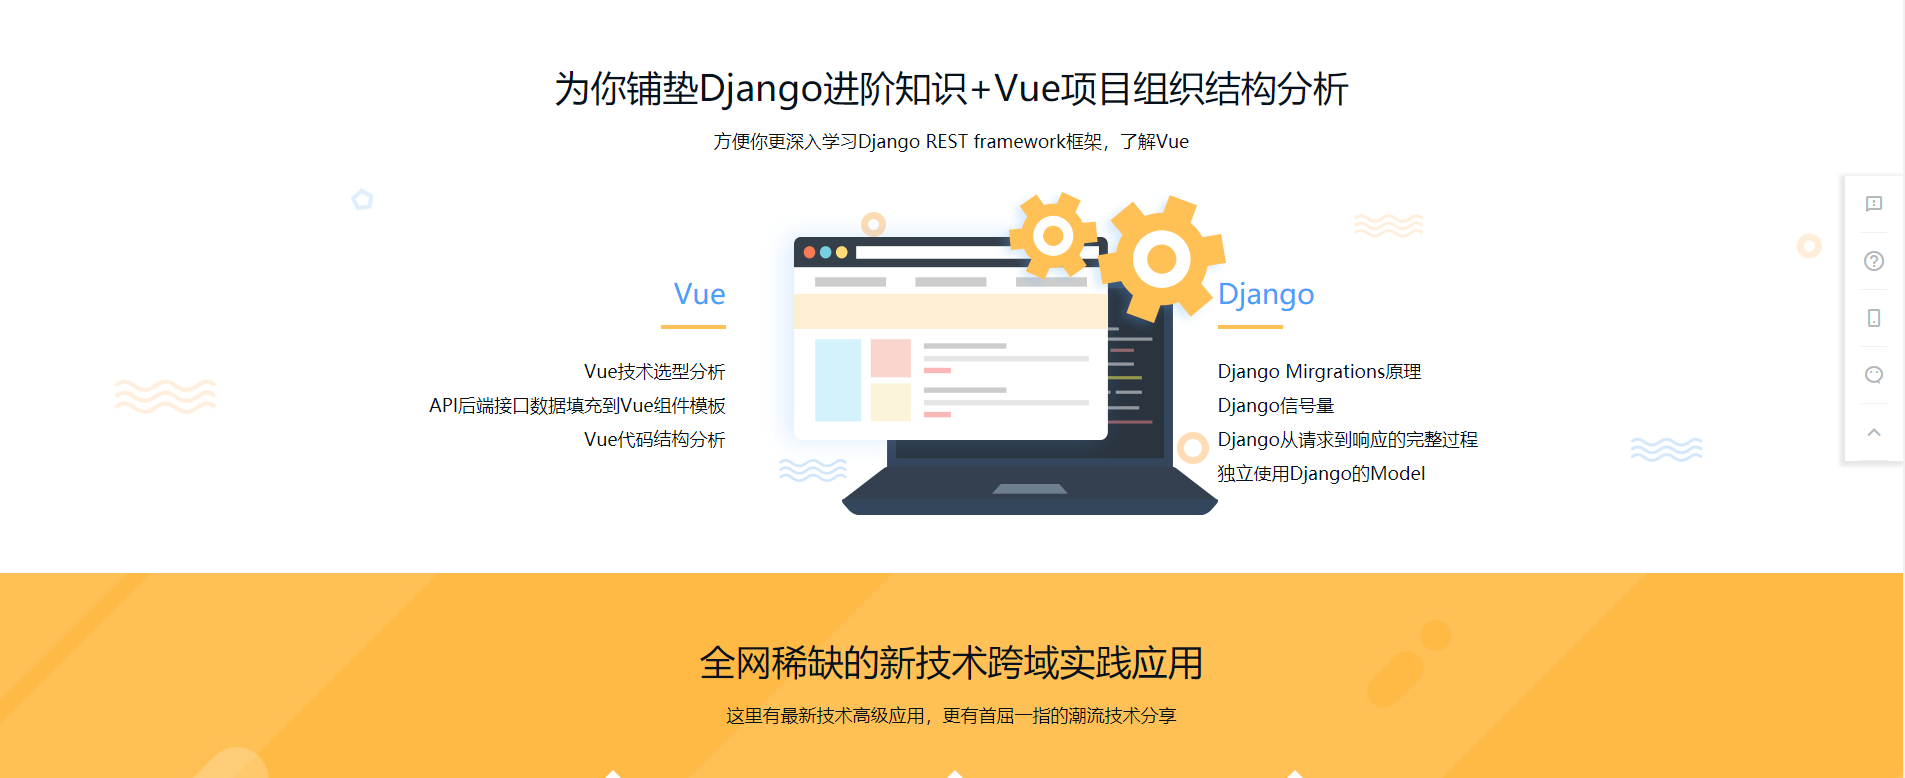 为你铺垫Django进阶知识+Vue项目组织结构分析
方便你更深入学习Django REST framework框架，了解Vue
Vue
Vue技术选型分析
API后端接口数据填充到Vue组件模板
Vue代码结构分析
Django
Django Mirgrations原理
Django信号量
Django从请求到响应的完整过程
独立使用Django的Model
全网稀缺的新技术跨域实践应用
这里有最新技术高级应用，更有首屈一指的潮流技术分享